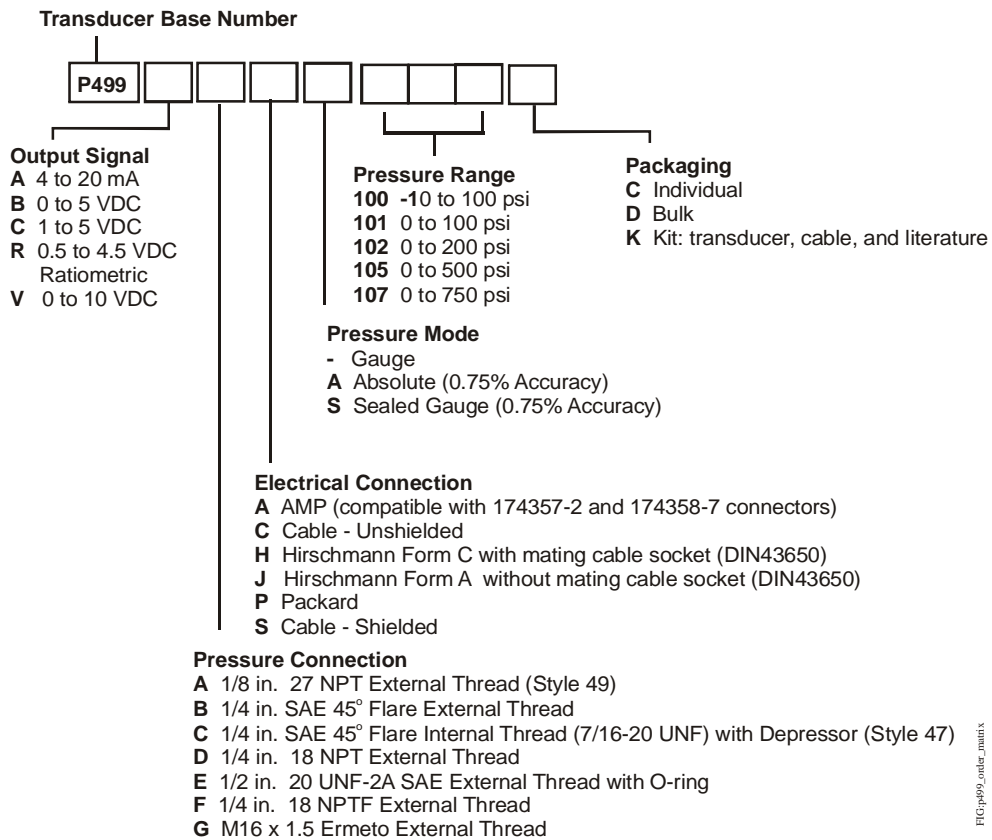 Transducer Base Number
P499
Output Signal
A 4 to 20 mA
B 0 to 5 VDC
C 1 to 5 VDC
R 0.5 to 4.5 VDC
Ratiometric
V 0 to 10 VDC
Pressure Range
100 -10 to 100 psi
101 0 to 100 psi
102 0 to 200 psi
105 0 to 500 psi
107 0 to 750 psi
Packaging
C Individual
D Bulk
K Kit: transducer, cable, and literature
Pressure Mode
- Gauge
A Absolute (0.75% Accuracy)
S Sealed Gauge (0.75% Accuracy)
Electrical Connection
A AMP (compatible with 174357-2 and 174358-7 connectors)
C Cable - Unshielded
H Hirschmann Form C with mating cable socket (DIN43650)
J Hirschmann Form A without mating cable socket (DIN43650)
P Packard
S Cable - Shielded
Pressure Connection
A 1/8 in. 27 NPT External Thread (Style 49)
B 1/4 in. SAE 45° Flare External Thread
C 1/4 in. SAE 45° Flare Internal Thread (7/16-20 UNF) with Depressor (Style 47)
D 1/4 in. 18 NPT External Thread
E 1/2 in. 20 UNF-2A SAE External Thread with O-ring
F 1/4 in. 18 NPTF External Thread
G M16 x 1.5 Ermeto External Thread
FIG:p499_order_matrix